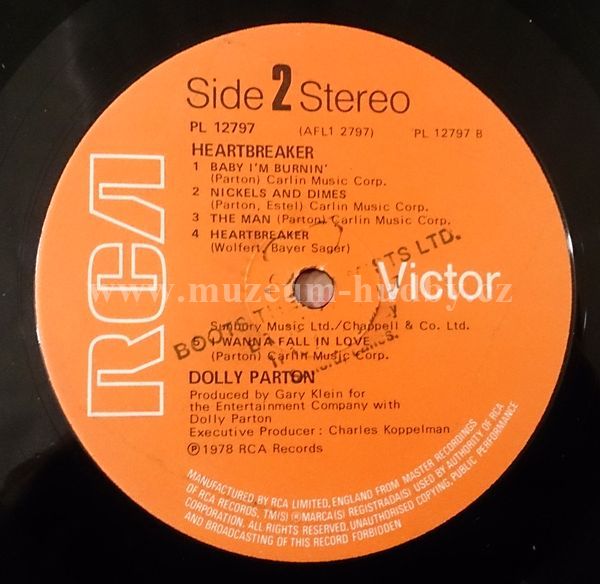 Side 2 Stereo
PL 12797 (AFL1 2797) PL 12797 B
HEARTBREAKER
1 BABY I'M BURNIN'
(Parton) Carlin Music Corp.
2 NICKELS AND DIMES
(Parton, Estel) Carlin Music Corp.
3 THE MAN (Parton) Carlin Music Corp.
4 HEARTBREAKER
(Wolfert, Bayer Sager)
RCA
Victor
www.muzeum-hudby.cz
BOOTS THE CHEMISTS LTD.
Sunbury Music Ltd./Chappell & Co. Ltd.
5 I WANNA FALL IN LOVE
(Parton) Carlin Music Corp.
DOLLY PARTON
Produced by Gary Klein for
the Entertainment Company with
Dolly Parton
Executive Producer: Charles Koppelman
℗ 1978 RCA Records
MANUFACTURED BY RCA LIMITED, ENGLAND FROM MASTER RECORDINGS
OF RCA RECORDS, TM(S) ® MARCA(S) REGISTRADA(S) USED BY AUTHORITY OF RCA
CORPORATION. ALL RIGHTS RESERVED. UNAUTHORISED COPYING, PUBLIC PERFORMANCE
AND BROADCASTING OF THIS RECORD FORBIDDEN